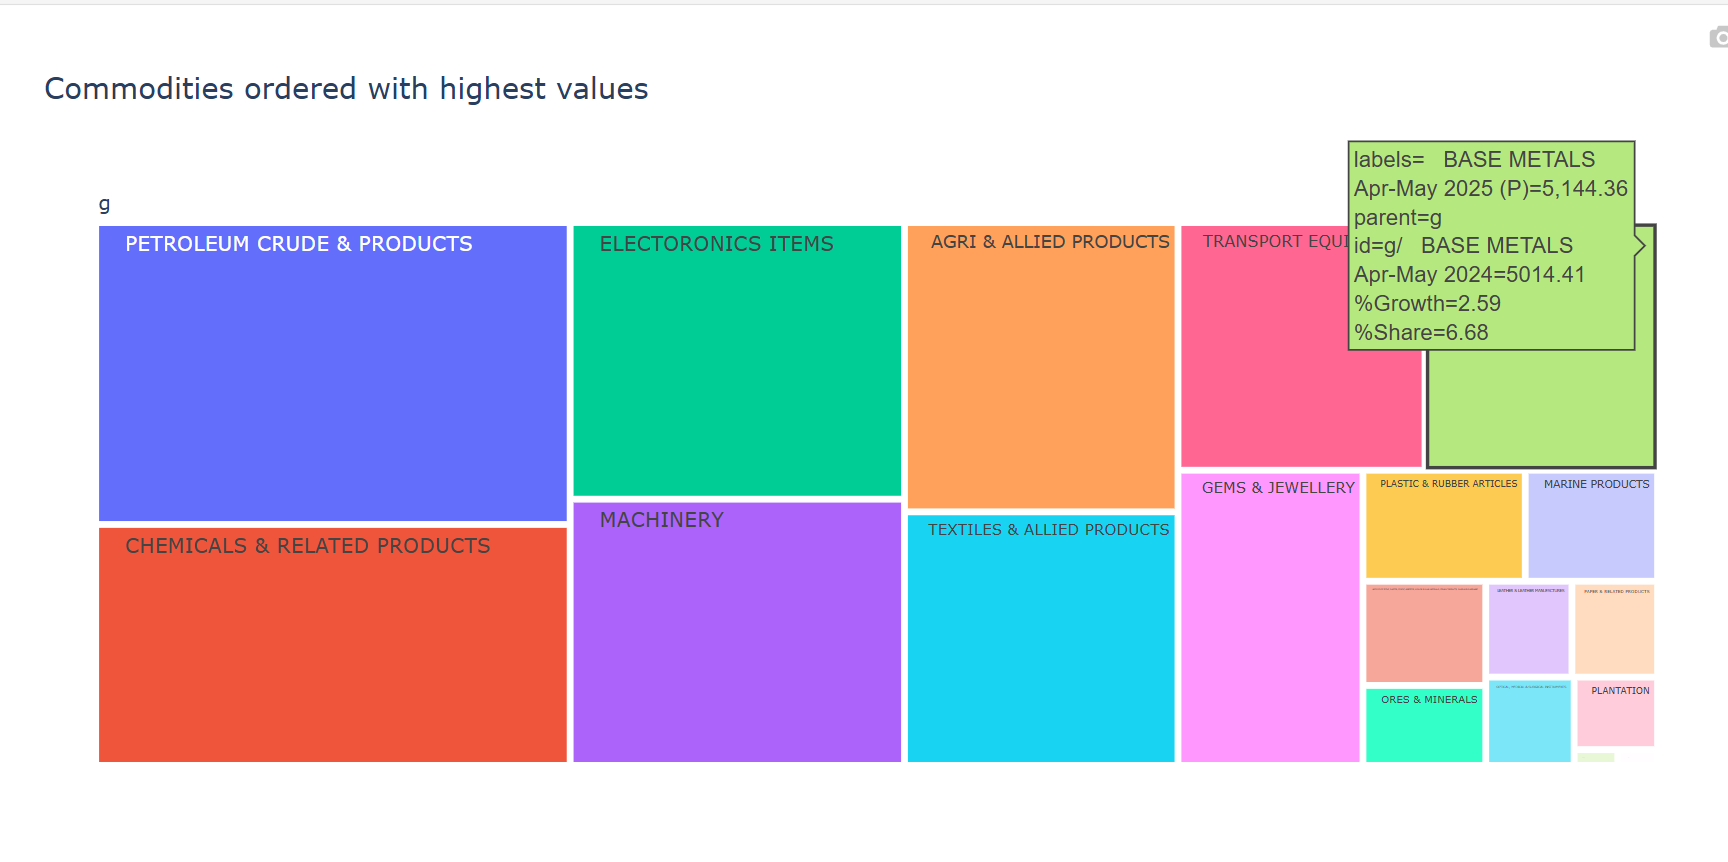 Commodities ordered with highest values
g
PETROLEUM CRUDE & PRODUCTS
ELECTORONICS ITEMS
AGRI & ALLIED PRODUCTS
TRANSPORT EQUI
labels=   BASE METALS
Apr-May 2025 (P)=5,144.36
parent=g
id=g/   BASE METALS
Apr-May 2024=5014.41
%Growth=2.59
%Share=6.68
CHEMICALS & RELATED PRODUCTS
MACHINERY
TEXTILES & ALLIED PRODUCTS
GEMS & JEWELLERY
PLASTIC & RUBBER ARTICLES
MARINE PRODUCTS
LEATHER & LEATHER MANUFACTURES
PAPER & RELATED PRODUCTS
ORES & MINERALS
PLANTATION